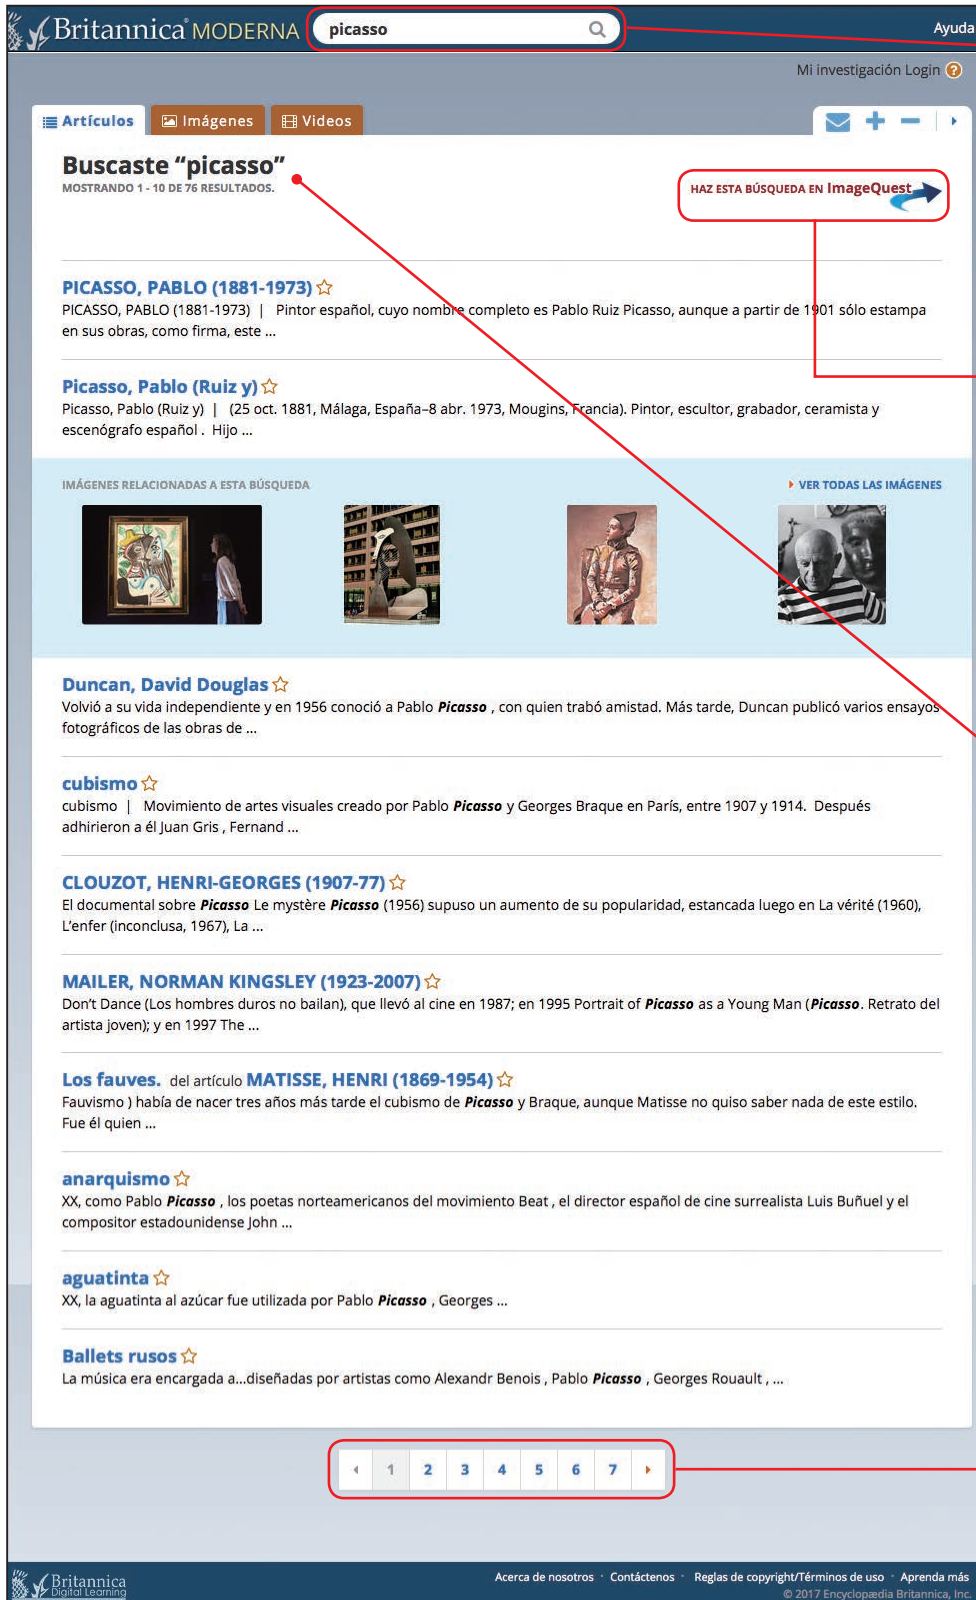 Britannica® MODERNA
picasso
Ayuda
Mi investigación Login ?
Artículos
Imágenes
Videos
Buscaste “picasso”
MOSTRANDO 1 - 10 DE 76 RESULTADOS.
HAZ ESTA BÚSQUEDA EN ImageQuest
PICASSO, PABLO (1881-1973)
PICASSO, PABLO (1881-1973) | Pintor español, cuyo nombre completo es Pablo Ruiz Picasso, aunque a partir de 1901 sólo estampa
en sus obras, como firma, este ...
Picasso, Pablo (Ruiz y)
Picasso, Pablo (Ruiz y) | (25 oct. 1881, Málaga, España–8 abr. 1973, Mougins, Francia). Pintor, escultor, grabador, ceramista y
escenógrafo español . Hijo ...
IMÁGENES RELACIONADAS A ESTA BÚSQUEDA
VER TODAS LAS IMÁGENES
Duncan, David Douglas
Volvió a su vida independiente y en 1956 conoció a Pablo Picasso , con quien trabó amistad. Más tarde, Duncan publicó varios ensayos
fotográficos de las obras de ...
cubismo
cubismo | Movimiento de artes visuales creado por Pablo Picasso y Georges Braque en París, entre 1907 y 1914. Después
adhirieron a él Juan Gris , Fernand ...
CLOUZOT, HENRI-GEORGES (1907-77)
El documental sobre Picasso Le mystère Picasso (1956) supuso un aumento de su popularidad, estancada luego en La vérité (1960),
L’enfer (inconclusa, 1967), La ...
MAILER, NORMAN KINGSLEY (1923-2007)
Don’t Dance (Los hombres duros no bailan), que llevó al cine en 1987; en 1995 Portrait of Picasso as a Young Man (Picasso. Retrato del
artista joven); y en 1997 The ...
Los fauves. del artículo MATISSE, HENRI (1869-1954)
Fauvismo ) había de nacer tres años más tarde el cubismo de Picasso y Braque, aunque Matisse no quiso saber nada de este estilo.
Fue él quien ...
anarquismo
XX, como Pablo Picasso , los poetas norteamericanos del movimiento Beat , el director español de cine surrealista Luis Buñuel y el
compositor estadounidense John ...
aguatinta
XX, la aguatinta al azúcar fue utilizada por Pablo Picasso , Georges ...
Ballets rusos
La música era encargada a...diseñadas por artistas como Alexandr Benois , Pablo Picasso , Georges Rouault , ...
1 2 3 4 5 6 7
Britannica
Digital Learning
Acerca de nosotros · Contáctenos · Reglas de copyright/Términos de uso · Aprenda más
© 2017 Encyclopædia Britannica, Inc.